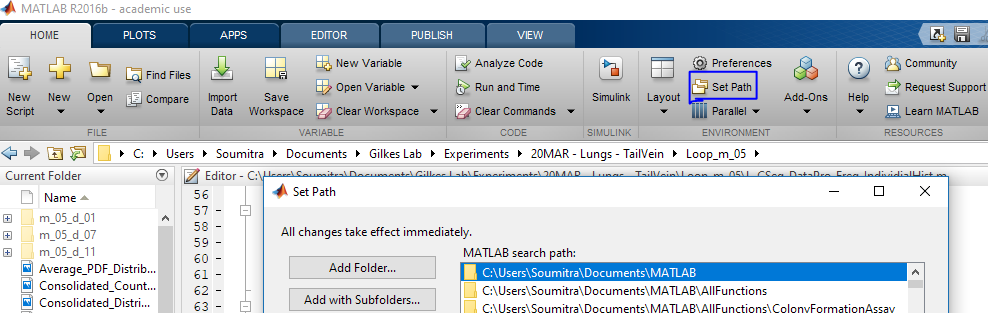 MATLAB R2016b - academic use
HOME PLOTS APPS EDITOR PUBLISH VIEW
New Script
New
Open
Find Files
Compare
FILE
Import Data
Save Workspace
New Variable
Open Variable
Clear Workspace
VARIABLE
Analyze Code
Run and Time
Clear Commands
CODE
Simulink
SIMULINK
Layout
Preferences
Set Path
Parallel
Add-Ons
ENVIRONMENT
Help
Community
Request Support
Learn MATLAB
RESOURCES
C: Users Soumitra Documents Gilkes Lab Experiments 20MAR - Lungs - TailVein Loop_m_05
Current Folder
Name
m_05_d_01
m_05_d_07
m_05_d_11
Average_PDF_Distrib...
Consolidated_Count...
Consolidated_Distri...
Editor - C:\Users\Soumitra\Documents\Gilkes Lab\Experiments\20MAR - Lungs - TailVein\Loop_m_05\
56
57
58
59
60
61
62
63
Set Path
All changes take effect immediately.
Add Folder...
Add with Subfolders...
MATLAB search path:
C:\Users\Soumitra\Documents\MATLAB
C:\Users\Soumitra\Documents\MATLAB\AllFunctions
C:\Users\Soumitra\Documents\MATLAB\AllFunctions\ColonyFormationAssay